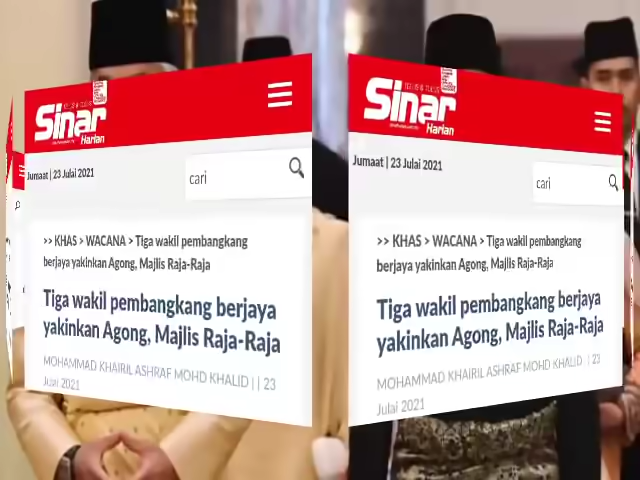 Sinar
Harian
Jumaat | 23 Julai 2021
cari
>> KHAS > WACANA > Tiga wakil pembangkang
berjaya yakinkan Agong, Majlis Raja-Raja
Tiga wakil pembangkang berjaya
yakinkan Agong, Majlis Raja-Raja
MOHAMMAD KHAIRIL ASHRAF MOHD KHALID | | 23
Julai 2021
Sinar
Harian
Jumaat | 23 Julai 2021
cari
>> KHAS > WACANA > Tiga wakil pembangkang
berjaya yakinkan Agong, Majlis Raja-Raja
Tiga wakil pembangkang berjaya
yakinkan Agong, Majlis Raja-Raja
MOHAMMAD KHAIRIL ASHRAF MOHD KHALID | 23
Julai 2021